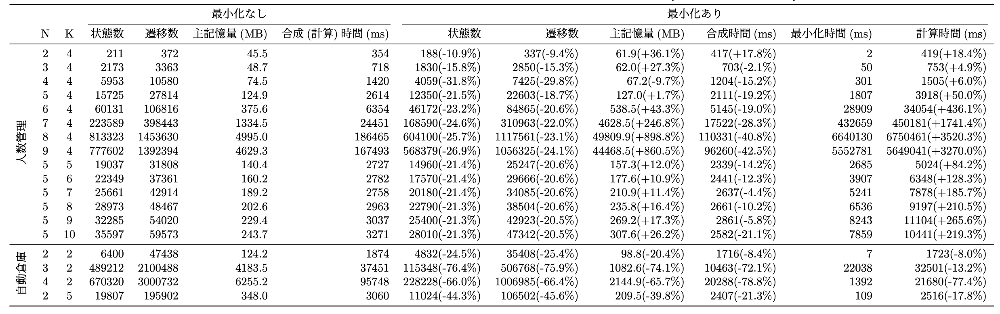 最小化なし 最小化あり
N K 状態数 遷移数 主記憶量 (MB) 合成 (計算) 時間 (ms) 状態数 遷移数 主記憶量 (MB) 合成時間 (ms) 最小化時間 (ms) 計算時間 (ms)
人数管理
2 4 211 372 45.5 354 188(-10.9%) 337(-9.4%) 61.9(+36.1%) 417(+17.8%) 2 419(+18.4%)
3 4 2173 3363 48.7 718 1830(-15.8%) 2850(-15.3%) 62.0(+27.3%) 703(-2.1%) 50 753(+4.9%)
4 4 5953 10580 74.5 1420 4059(-31.8%) 7425(-29.8%) 67.2(-9.7%) 1204(-15.2%) 301 1505(+6.0%)
5 4 15725 27814 124.9 2614 12350(-21.5%) 22603(-18.7%) 127.0(+1.7%) 2111(-19.2%) 1807 3918(+50.0%)
6 4 60131 106816 375.6 6354 46172(-23.2%) 84865(-20.6%) 538.5(+43.3%) 5145(-19.0%) 28909 34054(+436.1%)
7 4 223589 398443 1334.5 24451 168590(-24.6%) 310963(-22.0%) 4628.5(+246.8%) 17522(-28.3%) 432659 450181(+1741.4%)
8 4 813323 1453630 4995.0 186465 604100(-25.7%) 1117561(-23.1%) 49809.9(+898.8%) 110331(-40.8%) 6640130 6750461(+3520.3%)
9 4 777602 1392394 4629.3 167493 568379(-26.9%) 1056325(-24.1%) 44468.5(+860.5%) 96260(-42.5%) 5552781 5649041(+3270.0%)
5 5 19037 31808 140.4 2727 14960(-21.4%) 25247(-20.6%) 157.3(+12.0%) 2339(-14.2%) 2685 5024(+84.2%)
5 6 22349 37361 160.2 2782 17570(-21.4%) 29666(-20.6%) 177.6(+10.9%) 2441(-12.3%) 3907 6348(+128.3%)
5 7 25661 42914 189.2 2758 20180(-21.4%) 34085(-20.6%) 210.9(+11.4%) 2637(-4.4%) 5241 7878(+185.7%)
5 8 28973 48467 202.6 2963 22790(-21.3%) 38504(-20.6%) 235.8(+16.4%) 2661(-10.2%) 6536 9197(+210.5%)
5 9 32285 54020 229.4 3037 25400(-21.3%) 42923(-20.5%) 269.2(+17.3%) 2861(-5.8%) 8243 11104(+265.6%)
5 10 35597 59573 243.7 3271 28010(-21.3%) 47342(-20.5%) 307.6(+26.2%) 2582(-21.1%) 7859 10441(+219.3%)
自動倉庫
2 2 6400 47438 124.2 1874 4832(-24.5%) 35408(-25.4%) 98.8(-20.4%) 1716(-8.4%) 7 1723(-8.0%)
3 2 489212 2100488 4183.5 37451 115348(-76.4%) 506768(-75.9%) 1082.6(-74.1%) 10463(-72.1%) 22038 32501(-13.2%)
4 2 670320 3000732 6255.2 95748 228228(-66.0%) 1006985(-66.4%) 2144.9(-65.7%) 20288(-78.8%) 1392 21680(-77.4%)
2 5 19807 195902 348.0 3060 11024(-44.3%) 106502(-45.6%) 209.5(-39.8%) 2407(-21.3%) 109 2516(-17.8%)